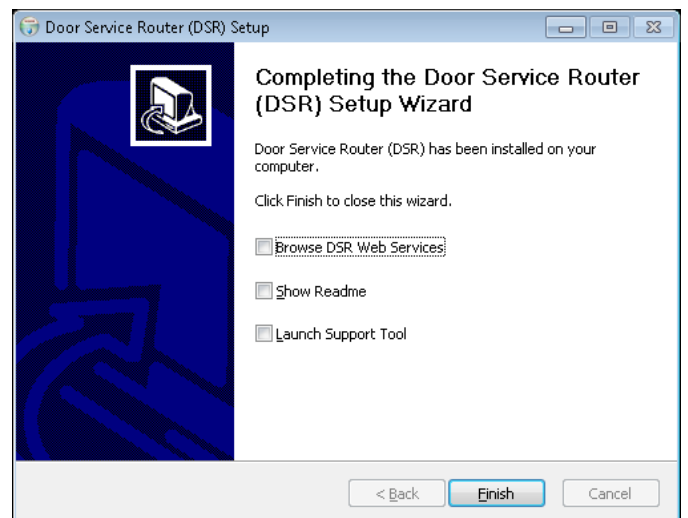 Door Service Router (DSR) Setup
Completing the Door Service Router
(DSR) Setup Wizard
Door Service Router (DSR) has been installed on your
computer.
Click Finish to close this wizard.
Browse DSR Web Services
Show Readme
Launch Support Tool
< Back
Finish
Cancel